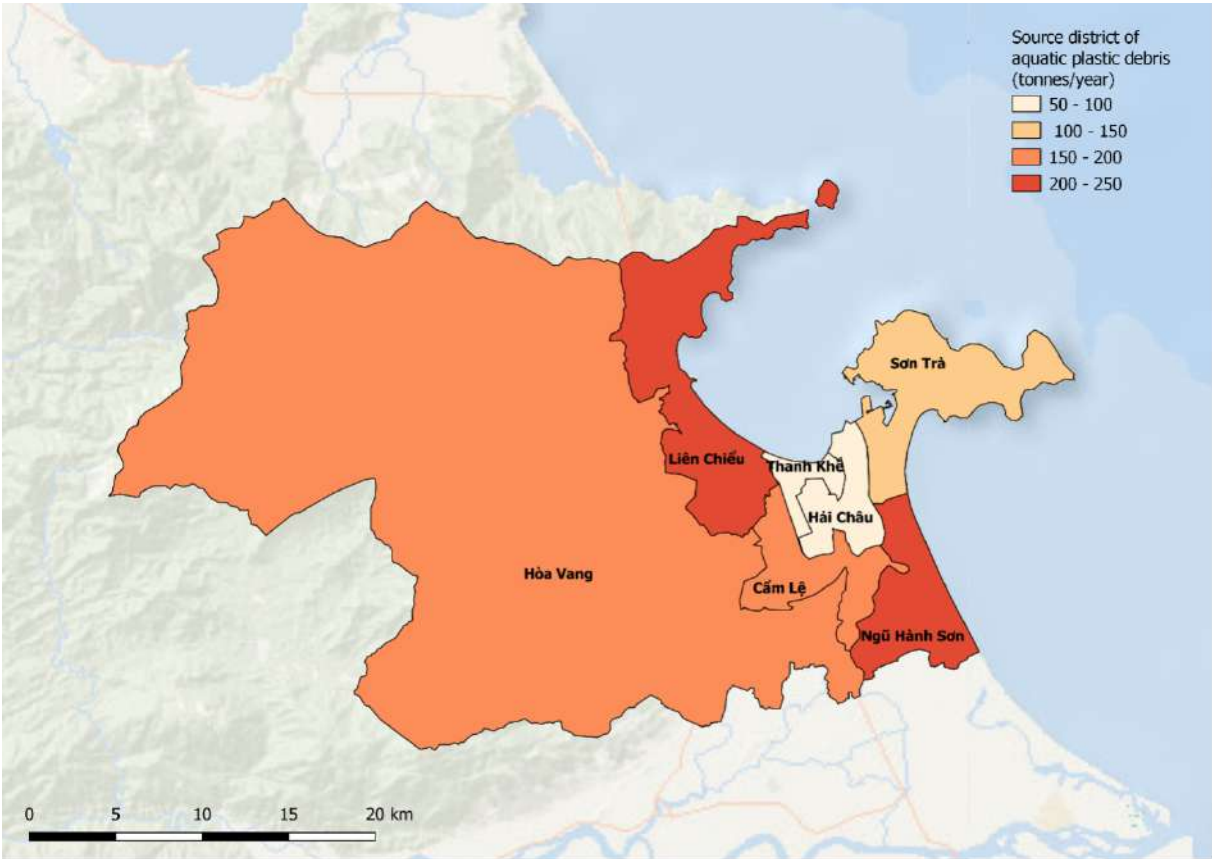 Source district of
aquatic plastic debris
(tonnes/year)
50 - 100
100 - 150
150 - 200
200 - 250
Sơn Trà
Liên Chiểu
Thanh Khê
Hải Châu
Hòa Vang
Cẩm Lệ
Ngũ Hành Sơn
0 5 10 15 20 km